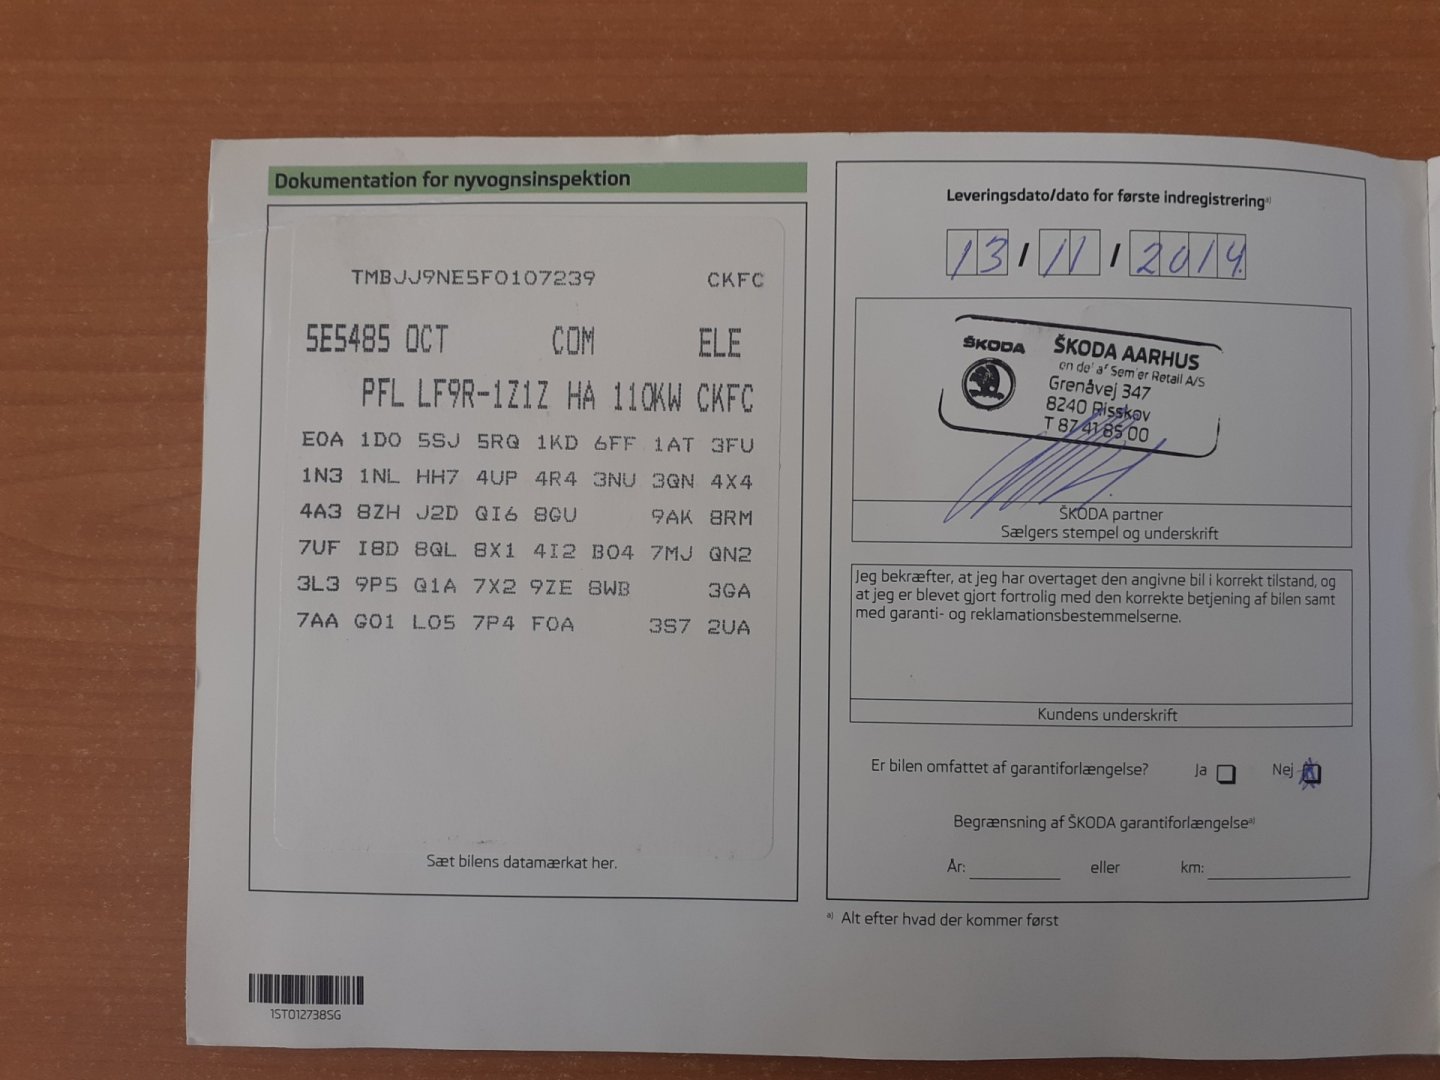 Dokumentation for nyvognsinspektion
TMBJJ9NE5F0107239 CKFC
5E5485 OCT COM ELE
PFL LF9R-1Z1Z HA 110KW CKFC
E0A 1D0 5SJ 5RQ 1KD 6FF 1AT 3FU
1N3 1NL HH7 4UP 4R4 3NU 3QN 4X4
4A3 8ZH J2D QI6 8GU 9AK 8RM
7UF I8D 8QL 8X1 4I2 B04 7MJ QN2
3L3 9P5 Q1A 7X2 9ZE 8WB 3GA
7AA G01 L05 7P4 F0A 3S7 2UA
Sæt bilens datamærkat her.
1ST012738SG
Leveringsdato/dato for første indregistrering a)
13 / 11 / 2014
ŠKODA
ŠKODA AARHUS
en del af Semler Retail A/S
Grenåvej 347
8240 Risskov
T 87 41 85 00
ŠKODA partner
Sælgers stempel og underskrift
Jeg bekræfter, at jeg har overtaget den angivne bil i korrekt tilstand, og
at jeg er blevet gjort fortrolig med den korrekte betjening af bilen samt
med garanti- og reklamationsbestemmelserne.
Kundens underskrift
Er bilen omfattet af garantiforlængelse? Ja Nej
Begrænsning af ŠKODA garantiforlængelse a)
År: eller km:
a) Alt efter hvad der kommer først